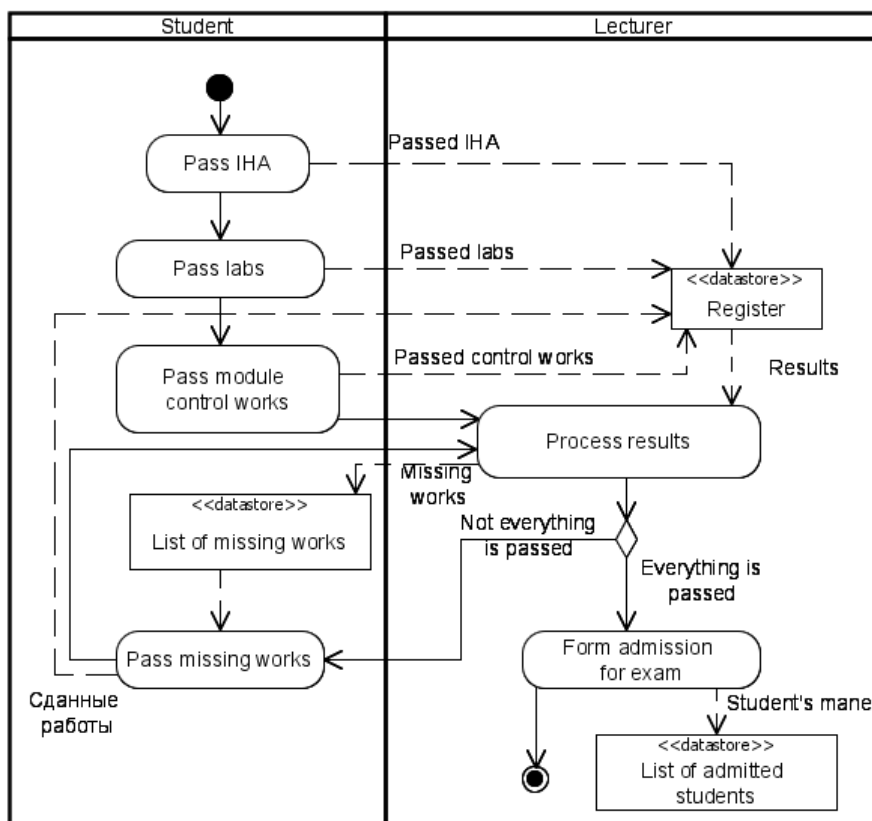 Student
Lecturer
Passed IHA
Pass IHA
Passed labs
Pass labs
<<datastore>>
Register
Passed control works
Results
Pass module
control works
Process results
Missing
works
<<datastore>>
List of missing works
Not everything
is passed
Everything is
passed
Pass missing works
Form admission
for exam
Сданные
работы
Student's mane
<<datastore>>
List of admitted
students